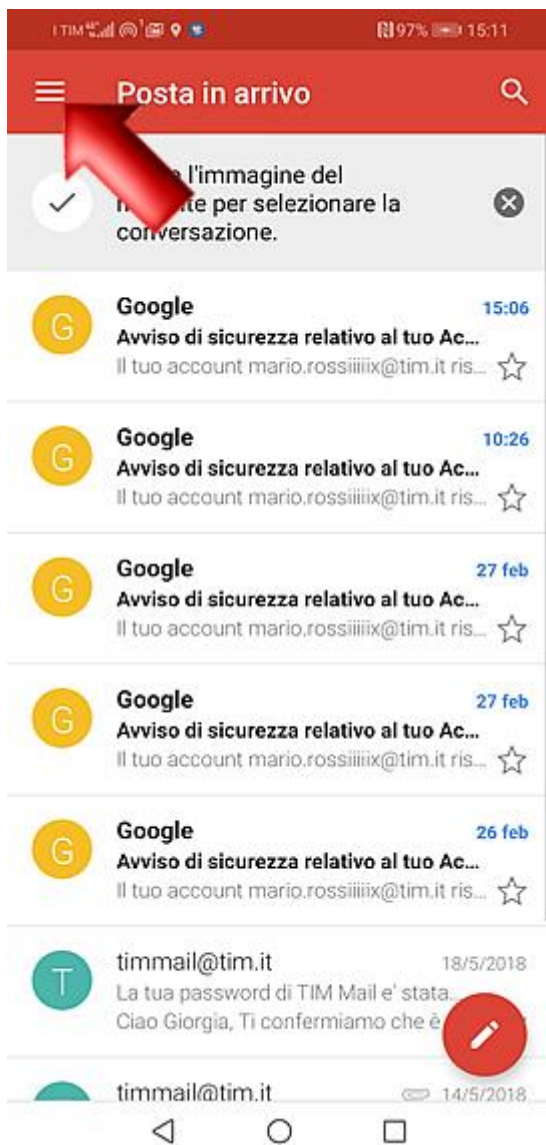 I TIM 97% 15:11
Posta in arrivo
l'immagine del
per selezionare la
conversazione.
G Google 15:06
Avviso di sicurezza relativo al tuo Ac...
Il tuo account mario.rossiiiiix@tim.it ris...
G Google 10:26
Avviso di sicurezza relativo al tuo Ac...
Il tuo account mario.rossiiiiix@tim.it ris...
G Google 27 feb
Avviso di sicurezza relativo al tuo Ac...
Il tuo account mario.rossiiiiix@tim.it ris...
G Google 27 feb
Avviso di sicurezza relativo al tuo Ac...
Il tuo account mario.rossiiiiix@tim.it ris...
G Google 26 feb
Avviso di sicurezza relativo al tuo Ac...
Il tuo account mario.rossiiiiix@tim.it ris...
T timmail@tim.it 18/5/2018
La tua password di TIM Mail e' stata...
Ciao Giorgia, Ti confermiamo che è
timmail@tim.it 14/5/2018